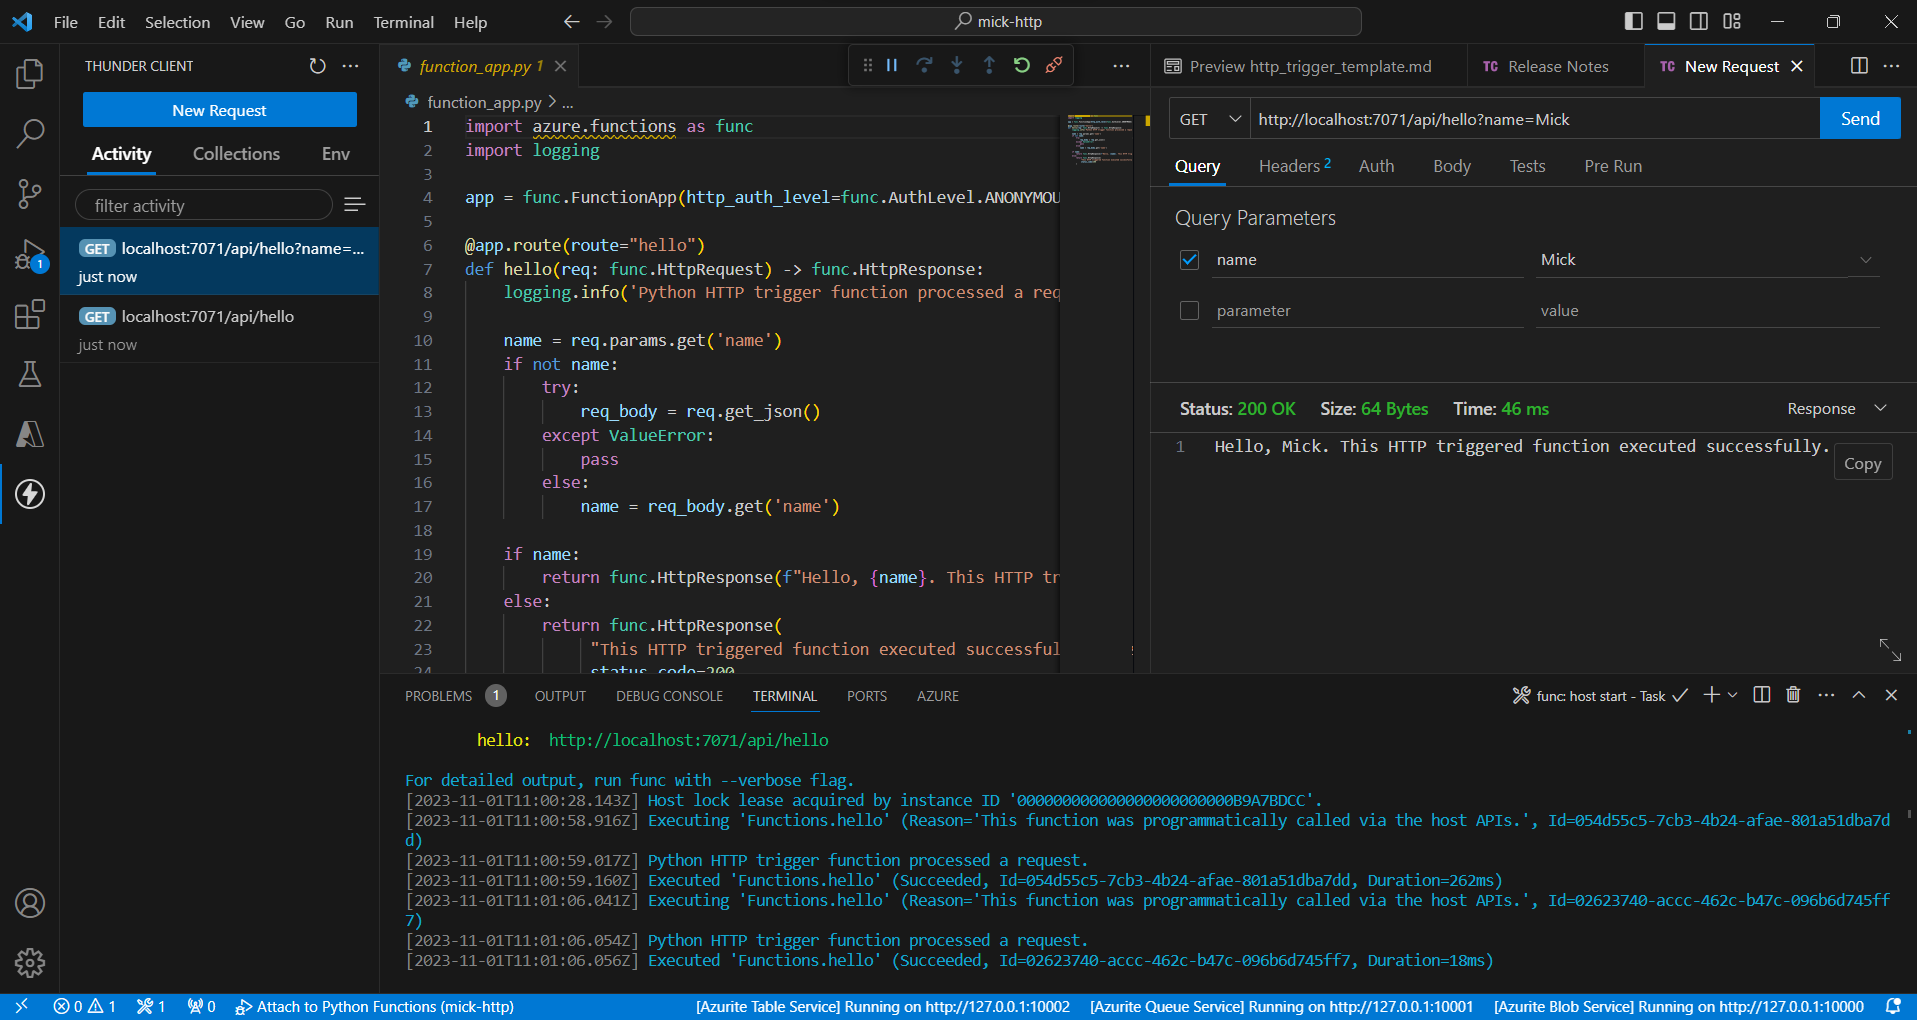 File Edit Selection View Go Run Terminal Help
mick-http
THUNDER CLIENT
New Request
Activity Collections Env
filter activity
GET localhost:7071/api/hello?name=...
just now
GET localhost:7071/api/hello
just now
function_app.py 1
function_app.py > ...
1 import azure.functions as func
2 import logging
3
4 app = func.FunctionApp(http_auth_level=func.AuthLevel.ANONYMOU
5
6 @app.route(route="hello")
7 def hello(req: func.HttpRequest) -> func.HttpResponse:
8 logging.info('Python HTTP trigger function processed a req
9
10 name = req.params.get('name')
11 if not name:
12 try:
13 req_body = req.get_json()
14 except ValueError:
15 pass
16 else:
17 name = req_body.get('name')
18
19 if name:
20 return func.HttpResponse(f"Hello, {name}. This HTTP tr
21 else:
22 return func.HttpResponse(
23 "This HTTP triggered function executed successful
24 status_code=200
Preview http_trigger_template.md
TC Release Notes
TC New Request
GET http://localhost:7071/api/hello?name=Mick Send
Query Headers 2 Auth Body Tests Pre Run
Query Parameters
name Mick
parameter value
Status: 200 OK Size: 64 Bytes Time: 46 ms Response
1 Hello, Mick. This HTTP triggered function executed successfully.
Copy
PROBLEMS 1 OUTPUT DEBUG CONSOLE TERMINAL PORTS AZURE
func: host start - Task
hello: http://localhost:7071/api/hello
For detailed output, run func with --verbose flag.
[2023-11-01T11:00:28.143Z] Host lock lease acquired by instance ID '000000000000000000000000B9A7BDCC'.
[2023-11-01T11:00:58.916Z] Executing 'Functions.hello' (Reason='This function was programmatically called via the host APIs.', Id=054d55c5-7cb3-4b24-afae-801a51dba7d
d)
[2023-11-01T11:00:59.017Z] Python HTTP trigger function processed a request.
[2023-11-01T11:00:59.160Z] Executed 'Functions.hello' (Succeeded, Id=054d55c5-7cb3-4b24-afae-801a51dba7dd, Duration=262ms)
[2023-11-01T11:01:06.041Z] Executing 'Functions.hello' (Reason='This function was programmatically called via the host APIs.', Id=02623740-accc-462c-b47c-096b6d745ff
7)
[2023-11-01T11:01:06.054Z] Python HTTP trigger function processed a request.
[2023-11-01T11:01:06.056Z] Executed 'Functions.hello' (Succeeded, Id=02623740-accc-462c-b47c-096b6d745ff7, Duration=18ms)
0 1 1 0 Attach to Python Functions (mick-http) [Azurite Table Service] Running on http://127.0.0.1:10002 [Azurite Queue Service] Running on http://127.0.0.1:10001 [Azurite Blob Service] Running on http://127.0.0.1:10000